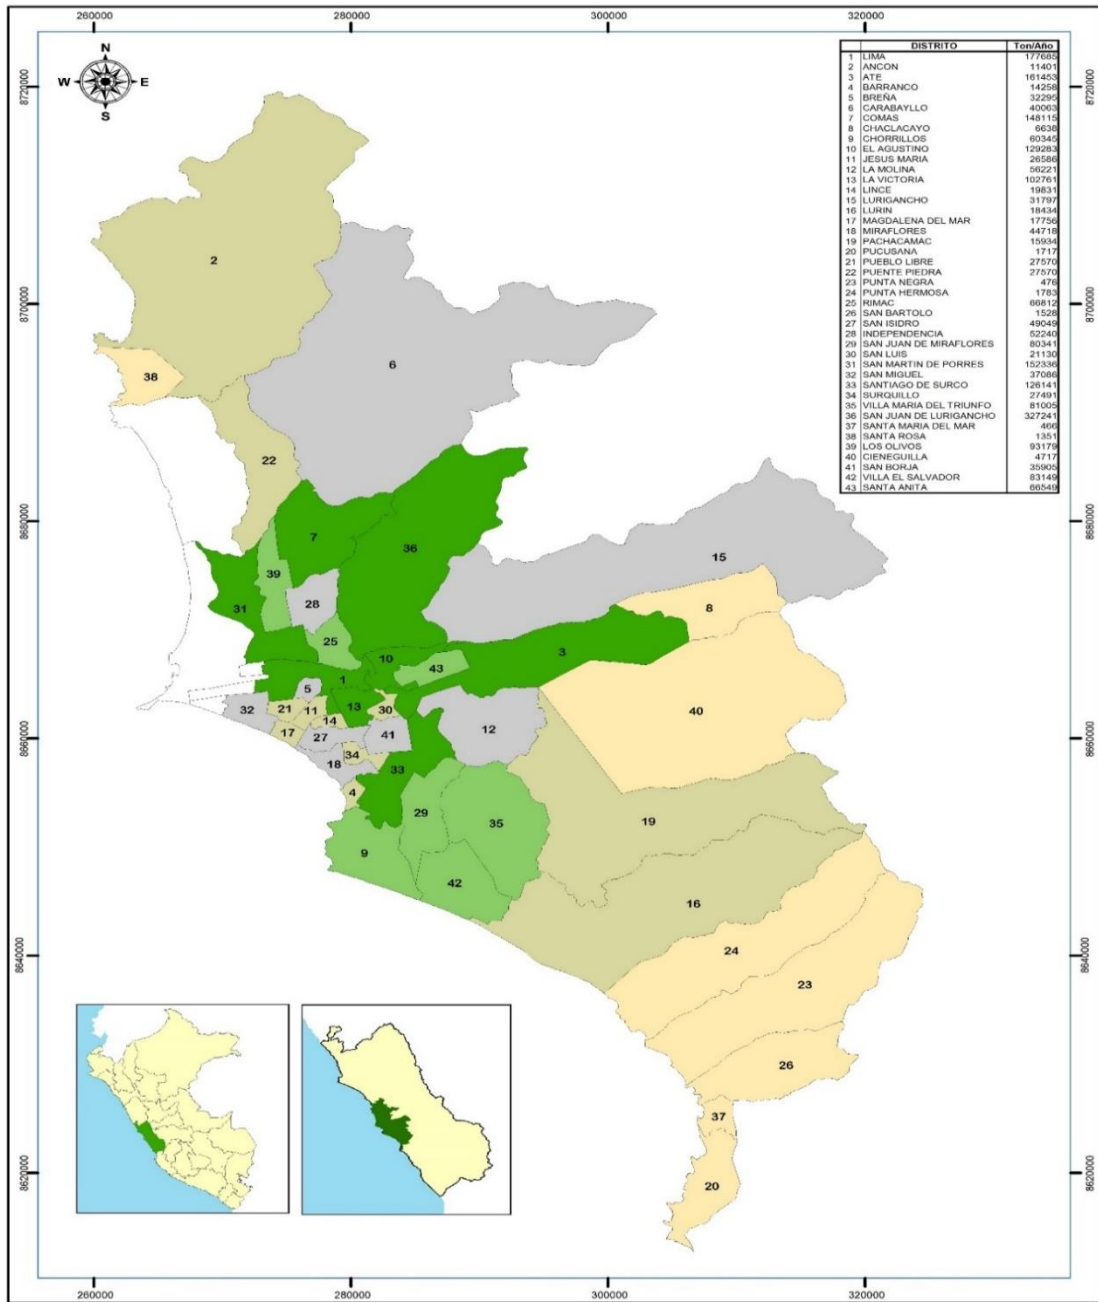 260000 280000 300000 320000
N
W E
S
8720000 8720000
8700000 8700000
8680000 8680000
8660000 8660000
8640000 8640000
8620000 8620000
DISTRITO Ton/Año
1 LIMA 177685
2 ANCON 11401
3 ATE 161453
4 BARRANCO 14258
5 BREÑA 32295
6 CARABAYLLO 40063
7 COMAS 148115
8 CHACLACAYO 6638
9 CHORRILLOS 60345
10 EL AGUSTINO 129283
11 JESUS MARIA 26586
12 LA MOLINA 56221
13 LA VICTORIA 102761
14 LINCE 19831
15 LURIGANCHO 31797
16 LURIN 18434
17 MAGDALENA DEL MAR 17756
18 MIRAFLORES 44718
19 PACHACAMAC 15934
20 PUCUSANA 1717
21 PUEBLO LIBRE 27570
22 PUENTE PIEDRA 27570
23 PUNTA NEGRA 476
24 PUNTA HERMOSA 1783
25 RIMAC 66812
26 SAN BARTOLO 1528
27 SAN ISIDRO 49049
28 INDEPENDENCIA 52240
29 SAN JUAN DE MIRAFLORES 80341
30 SAN LUIS 21130
31 SAN MARTIN DE PORRES 152336
32 SAN MIGUEL 37086
33 SANTIAGO DE SURCO 126141
34 SURQUILLO 27491
35 VILLA MARIA DEL TRIUNFO 81005
36 SAN JUAN DE LURIGANCHO 327241
37 SANTA MARIA DEL MAR 466
38 SANTA ROSA 1351
39 LOS OLIVOS 93179
40 CIENEGUILLA 4717
41 SAN BORJA 35905
42 VILLA EL SALVADOR 83149
43 SANTA ANITA 66549
2
6
38
22
7
36
15
39
28
31
8
25
10
43
3
1
5
32
21
11
13
30
40
14
17
27
41
12
34
18
33
4
29
35
19
9
42
16
24
23
26
37
20
260000 280000 300000 320000